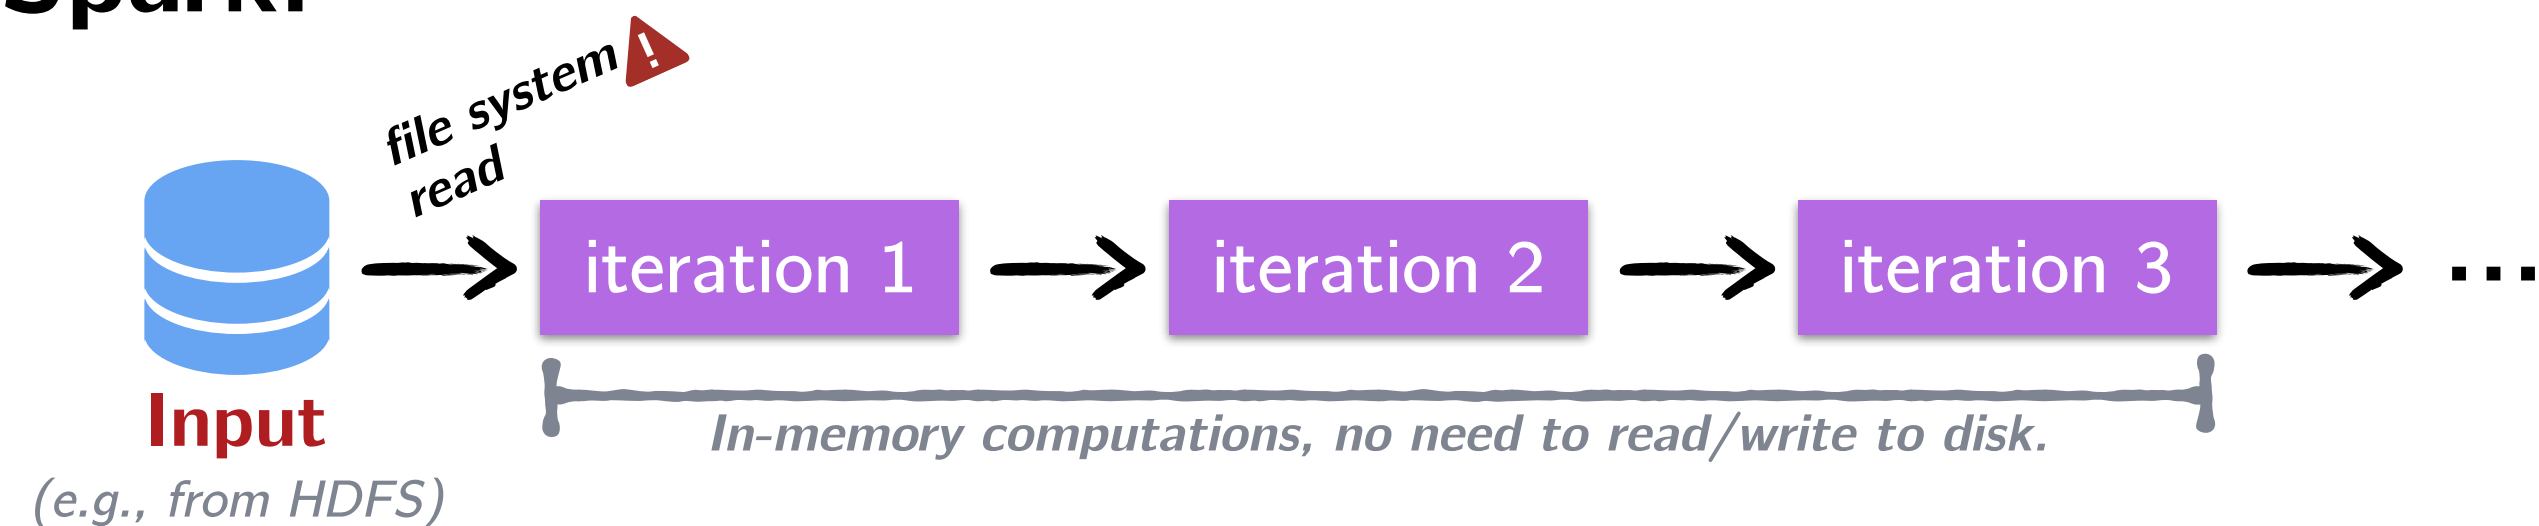 Spark:
file system
read
iteration 1
iteration 2
iteration 3
...
Input
(e.g., from HDFS)
In-memory computations, no need to read/write to disk.